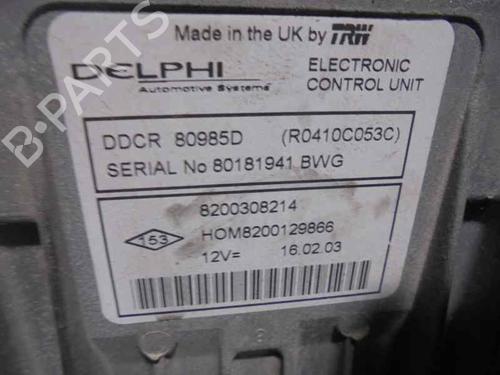 Made in the UK by TRW
DELPHI
Automotive Systems
ELECTRONIC
CONTROL UNIT
DDCR 80985D (R0410C053C)
SERIAL No 80181941 BWG
8200308214
153
HOM8200129866
12V= 16.02.03
B-PARTS